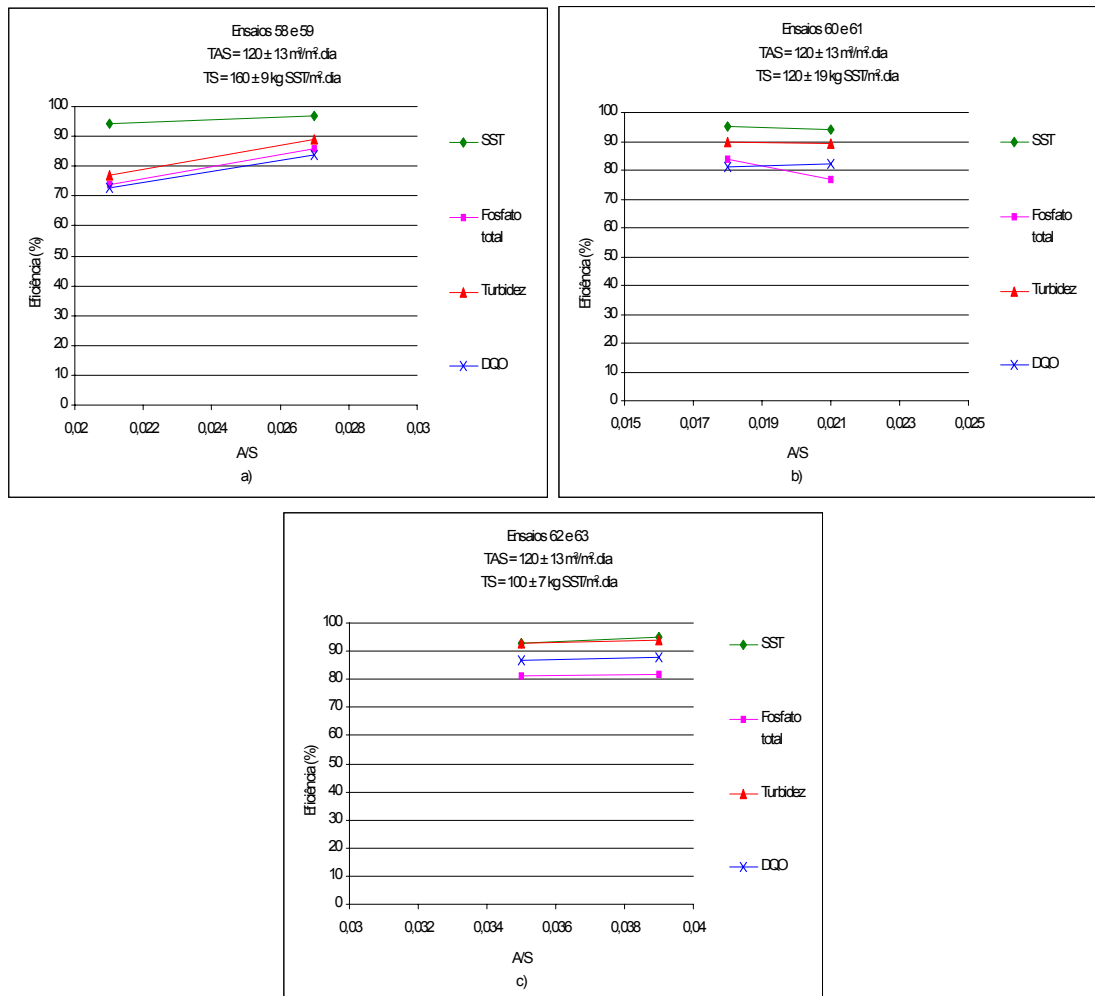 Ensaios 58 e 59
TAS = 120 ± 13 m³/m².dia
TS = 160 ± 9 kg SST/m².dia
Eficiência (%)
100
90
80
70
60
50
40
30
20
10
0
0,02 0,022 0,024 0,026 0,028 0,03
A/S
a)
SST
Fosfato
total
Turbidez
DQO
Ensaios 60 e 61
TAS = 120 ± 13 m³/m².dia
TS = 120 ± 19 kg SST/m².dia
Eficiência (%)
100
90
80
70
60
50
40
30
20
10
0
0,015 0,017 0,019 0,021 0,023 0,025
A/S
b)
SST
Fosfato
total
Turbidez
DQO
Ensaios 62 e 63
TAS = 120 ± 13 m³/m².dia
TS = 100 ± 7 kg SST/m².dia
Eficiência (%)
100
90
80
70
60
50
40
30
20
10
0
0,03 0,032 0,034 0,036 0,038 0,04
A/S
c)
SST
Fosfato
total
Turbidez
DQO